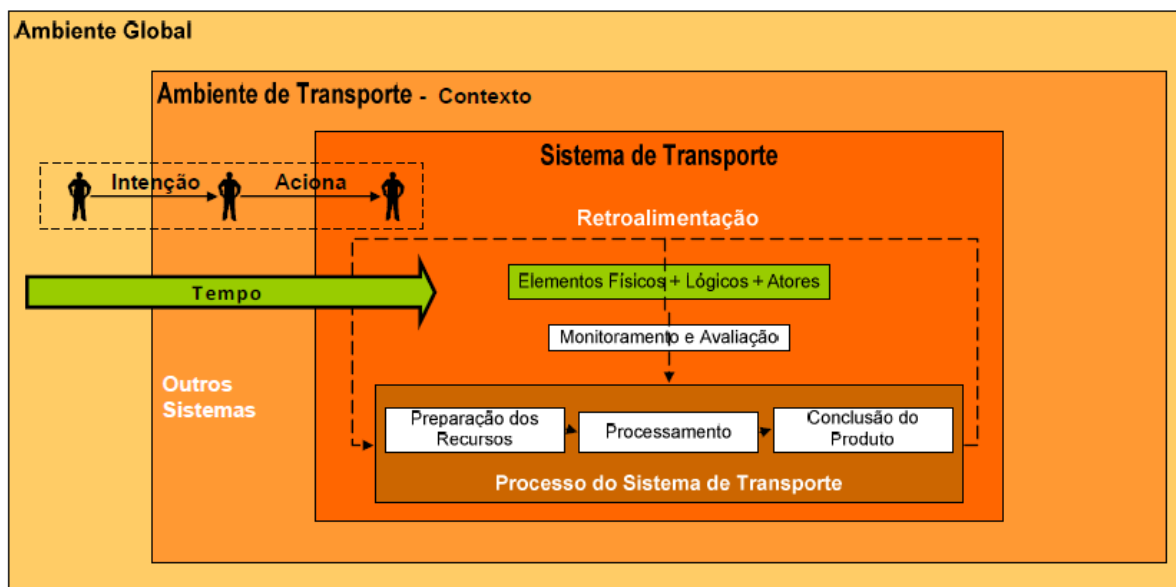 Ambiente Global
Ambiente de Transporte - Contexto
Sistema de Transporte
Intenção
Aciona
Retroalimentação
Elementos Físicos + Lógicos + Atores
Tempo
Monitoramento e Avaliação
Outros
Sistemas
Preparação dos
Recursos
Processamento
Conclusão do
Produto
Processo do Sistema de Transporte